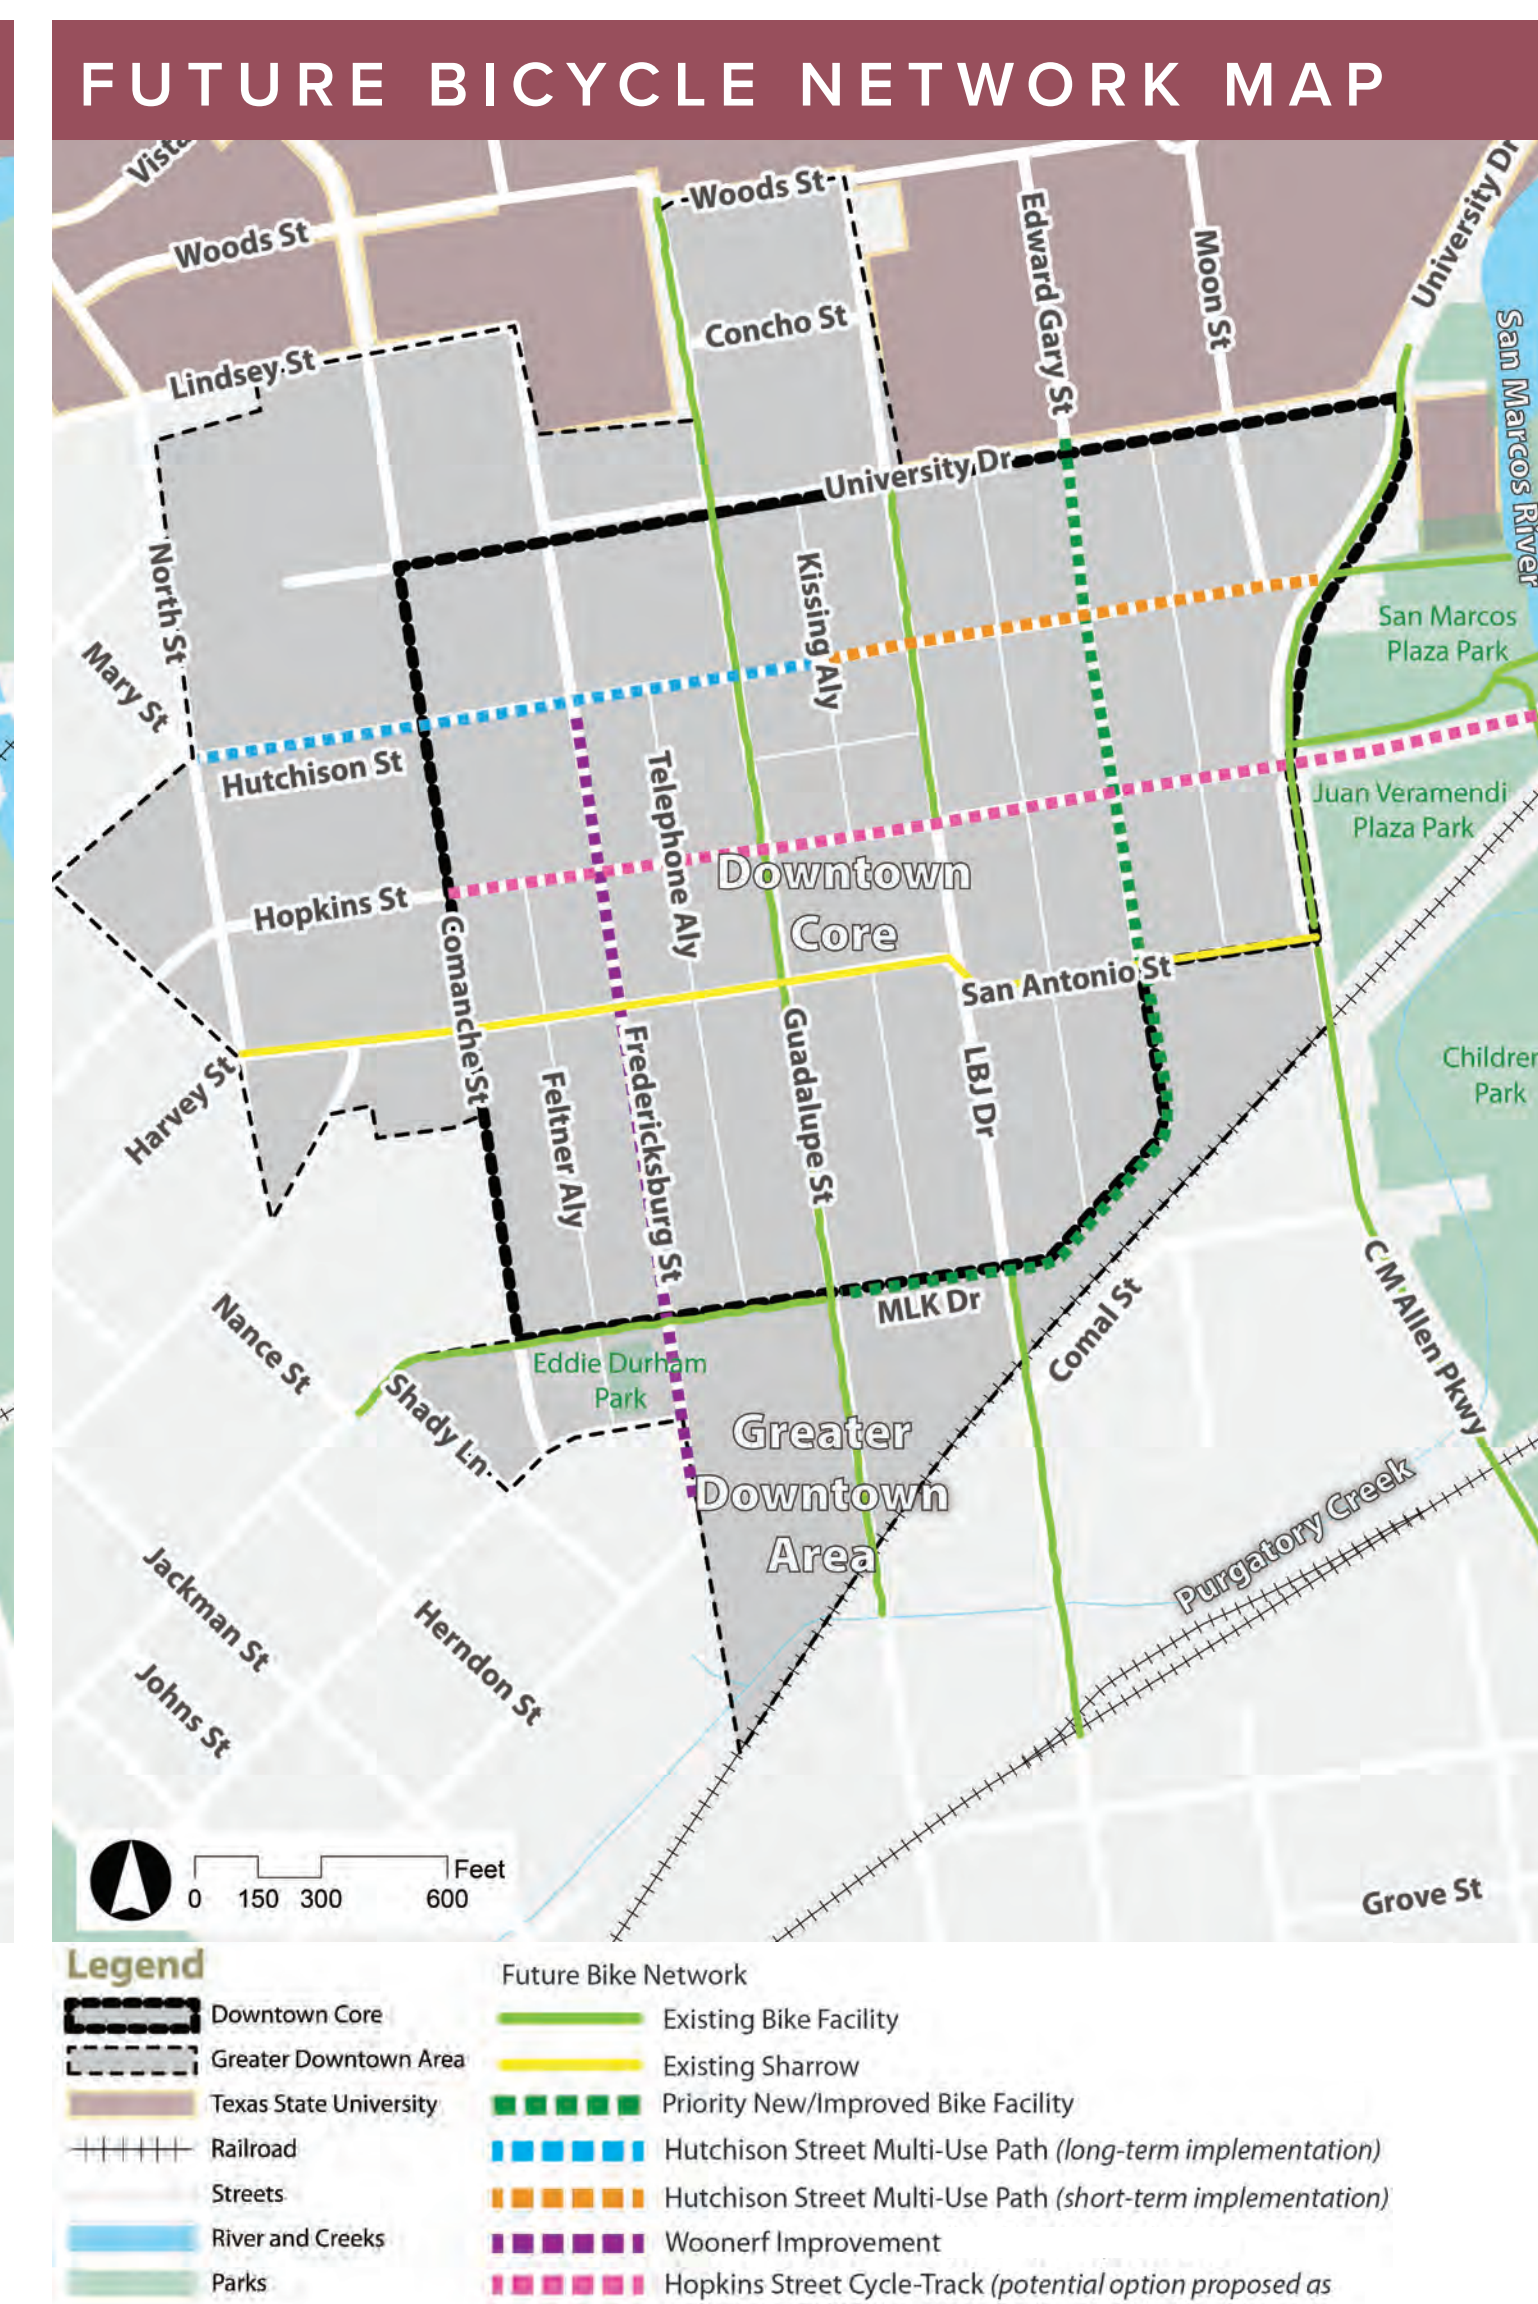 FUTURE BICYCLE NETWORK MAP
Vista
Woods St
Woods St
Edward Gary St
Moon St
University Dr
San Marcos River
Concho St
Lindsey St
University Dr
North St
Kissing Aly
Mary St
San Marcos
Plaza Park
Hutchison St
Telephone Aly
Juan Veramendi
Plaza Park
Downtown
Core
Hopkins St
Comanche St
San Antonio St
Harvey St
Feltner Aly
Fredericksburg St
Guadalupe St
LBJ Dr
Children
Park
C M Allen Pkwy
Nance St
MLK Dr
Comal St
Eddie Durham
Park
Shady Ln
Greater
Downtown
Area
Purgatory Creek
Jackman St
Herndon St
Johns St
Feet
0 150 300 600
Grove St
Legend
Downtown Core
Greater Downtown Area
Texas State University
Railroad
Streets
River and Creeks
Parks
Future Bike Network
Existing Bike Facility
Existing Sharrow
Priority New/Improved Bike Facility
Hutchison Street Multi-Use Path (long-term implementation)
Hutchison Street Multi-Use Path (short-term implementation)
Woonerf Improvement
Hopkins Street Cycle-Track (potential option proposed as